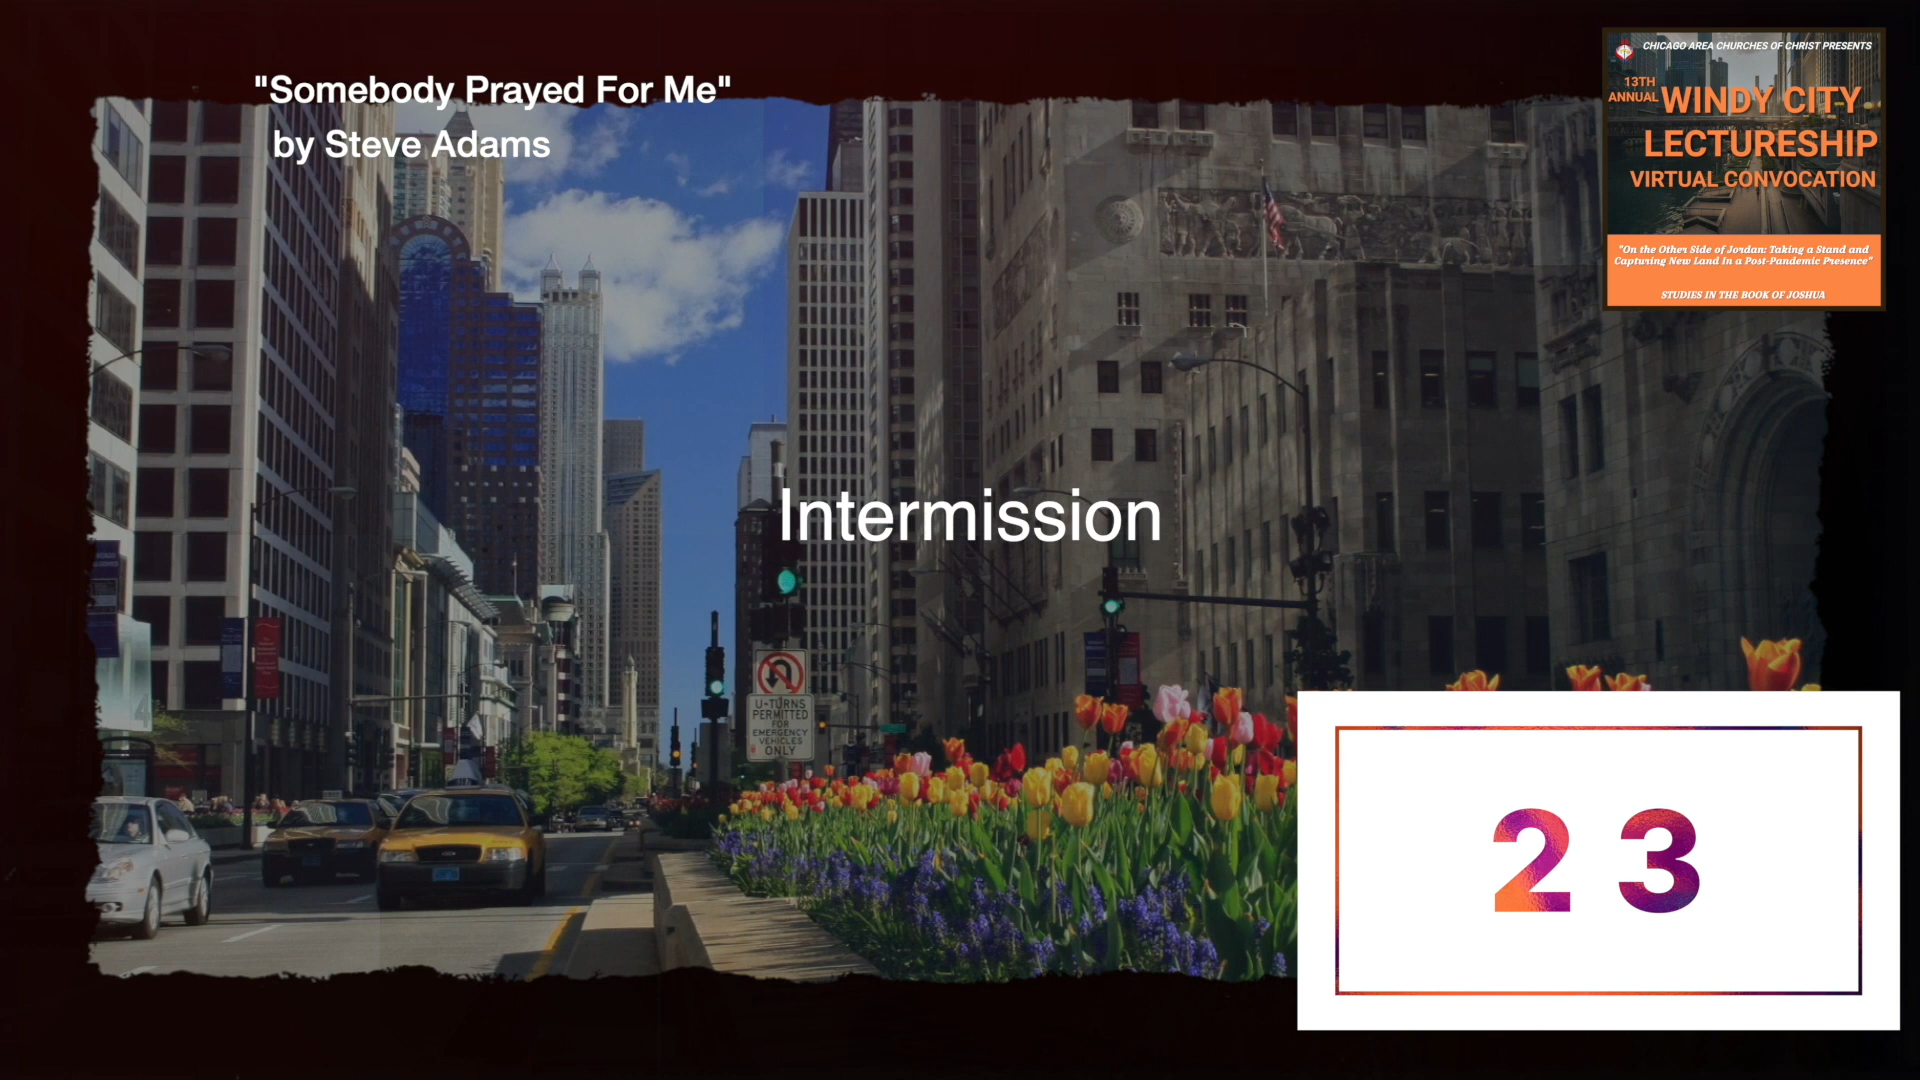 "Somebody Prayed For Me"
by Steve Adams
CHICAGO AREA CHURCHES OF CHRIST PRESENTS
13TH
ANNUAL
WINDY CITY
LECTURESHIP
VIRTUAL CONVOCATION
"On the Other Side of Jordan: Taking a Stand and
Capturing New Land In a Post-Pandemic Presence"
STUDIES IN THE BOOK OF JOSHUA
Intermission
U-TURNS
PERMITTED
FOR
EMERGENCY
VEHICLES
ONLY
2 3